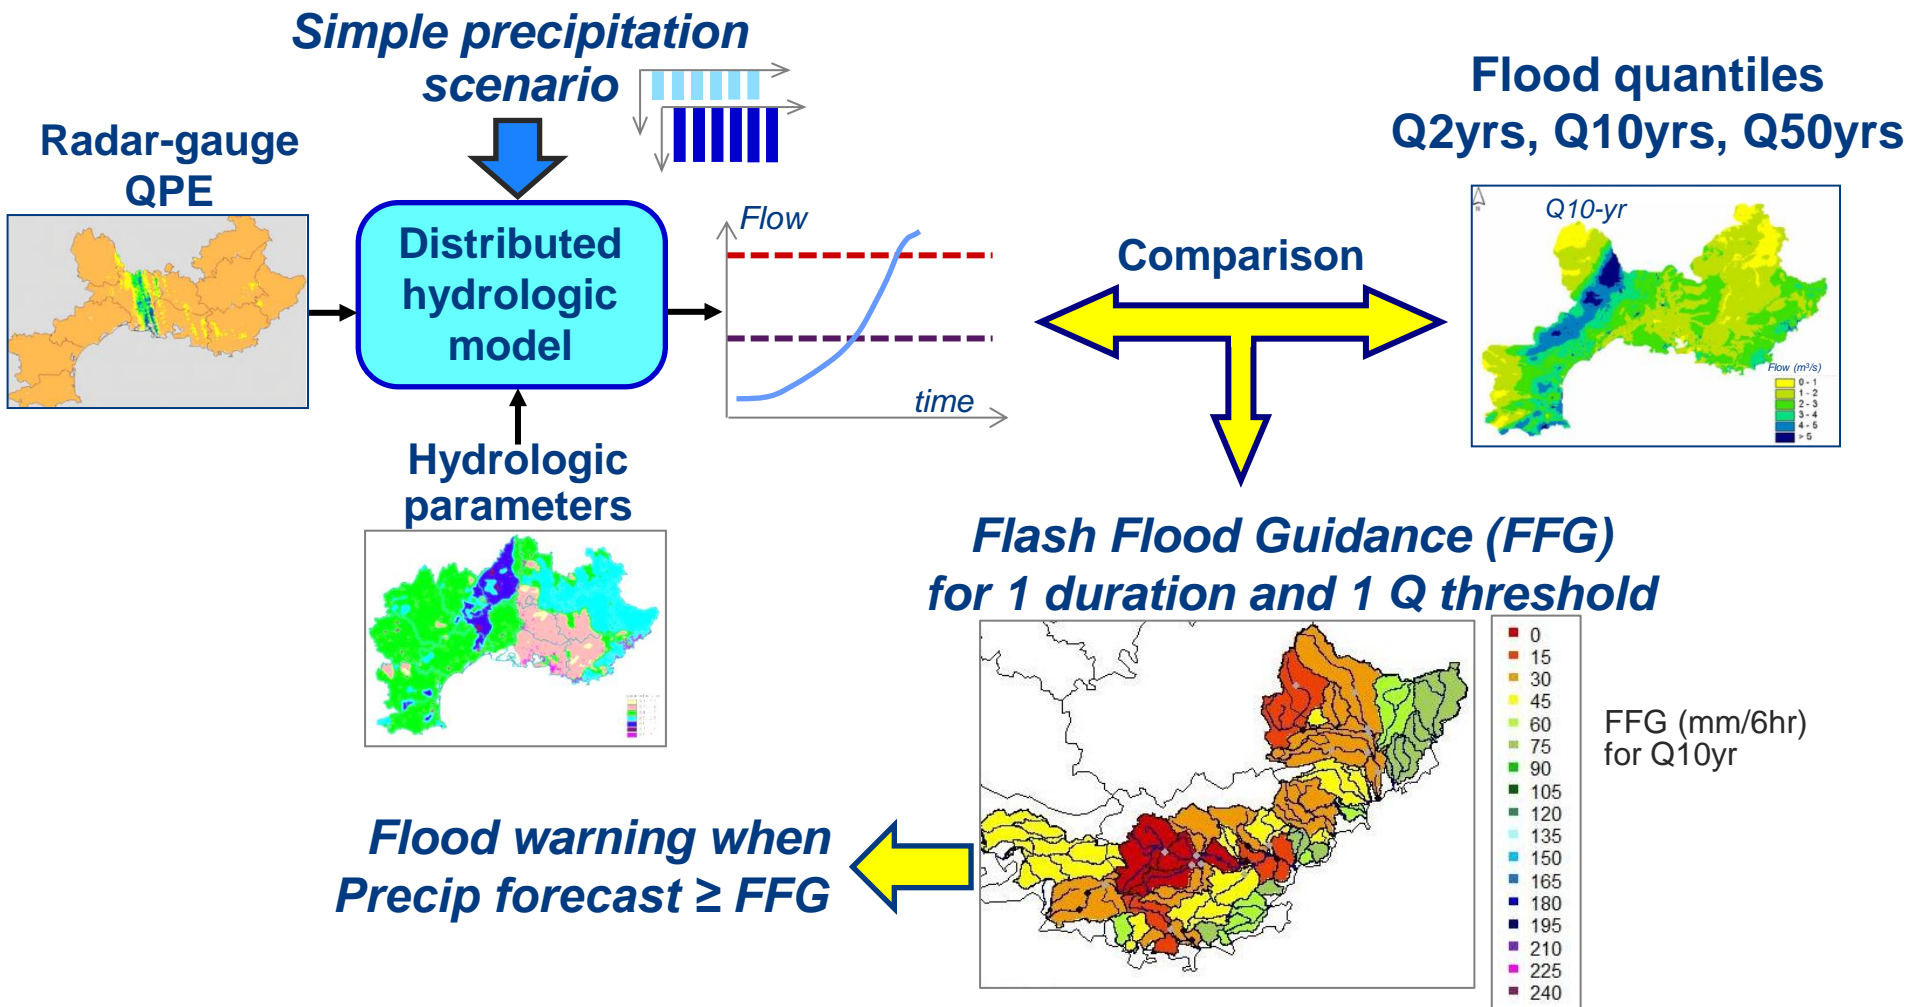 Simple precipitation
scenario
Radar-gauge
QPE
Distributed
hydrologic
model
Hydrologic
parameters
Flow
time
Comparison
Flood quantiles
Q2yrs, Q10yrs, Q50yrs
Q10-yr
N
Flow (m³/s)
0 - 1
1 - 2
2 - 3
3 - 4
4 - 5
> 5
Flash Flood Guidance (FFG)
for 1 duration and 1 Q threshold
0
15
30
45
60
75
90
105
120
135
150
165
180
195
210
225
240
FFG (mm/6hr)
for Q10yr
Flood warning when
Precip forecast ≥ FFG